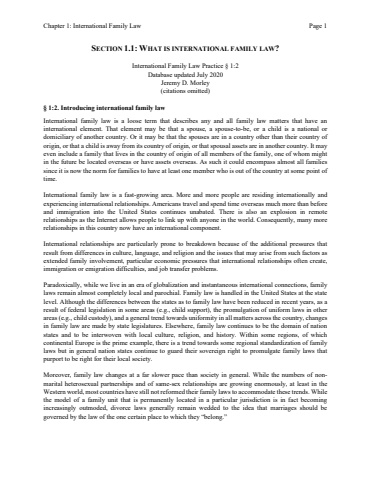 Chapter 1: International Family Law Page 1
SECTION 1.1: WHAT IS INTERNATIONAL FAMILY LAW?
International Family Law Practice § 1:2
Database updated July 2020
Jeremy D. Morley
(citations omitted)
§ 1:2. Introducing international family law
International family law is a loose term that describes any and all family law matters that have an
international element. That element may be that a spouse, a spouse-to-be, or a child is a national or
domiciliary of another country. Or it may be that the spouses are in a country other than their country of
origin, or that a child is away from its country of origin, or that spousal assets are in another country. It may
even include a family that lives in the country of origin of all members of the family, one of whom might
in the future be located overseas or have assets overseas. As such it could encompass almost all families
since it is now the norm for families to have at least one member who is out of the country at some point of
time.
International family law is a fast-growing area. More and more people are residing internationally and
experiencing international relationships. Americans travel and spend time overseas much more than before
and immigration into the United States continues unabated. There is also an explosion in remote
relationships as the Internet allows people to link up with anyone in the world. Consequently, many more
relationships in this country now have an international component.
International relationships are particularly prone to breakdown because of the additional pressures that
result from differences in culture, language, and religion and the issues that may arise from such factors as
extended family involvement, particular economic pressures that international relationships often create,
immigration or emigration difficulties, and job transfer problems.
Paradoxically, while we live in an era of globalization and instantaneous international connections, family
laws remain almost completely local and parochial. Family law is handled in the United States at the state
level. Although the differences between the states as to family law have been reduced in recent years, as a
result of federal legislation in some areas (e.g., child support), the promulgation of uniform laws in other
areas (e.g., child custody), and a general trend towards uniformity in all matters across the country, changes
in family law are made by state legislatures. Elsewhere, family law continues to be the domain of nation
states and to be interwoven with local culture, religion, and history. Within some regions, of which
continental Europe is the prime example, there is a trend towards some regional standardization of family
laws but in general nation states continue to guard their sovereign right to promulgate family laws that
purport to be right for their local society.
Moreover, family law changes at a far slower pace than society in general. While the numbers of non-
marital heterosexual partnerships and of same-sex relationships are growing enormously, at least in the
Western world, most countries have still not reformed their family laws to accommodate these trends. While
the model of a family unit that is permanently located in a particular jurisdiction is in fact becoming
increasingly outmoded, divorce laws generally remain wedded to the idea that marriages should be
governed by the law of the one certain place to which they “belong.”